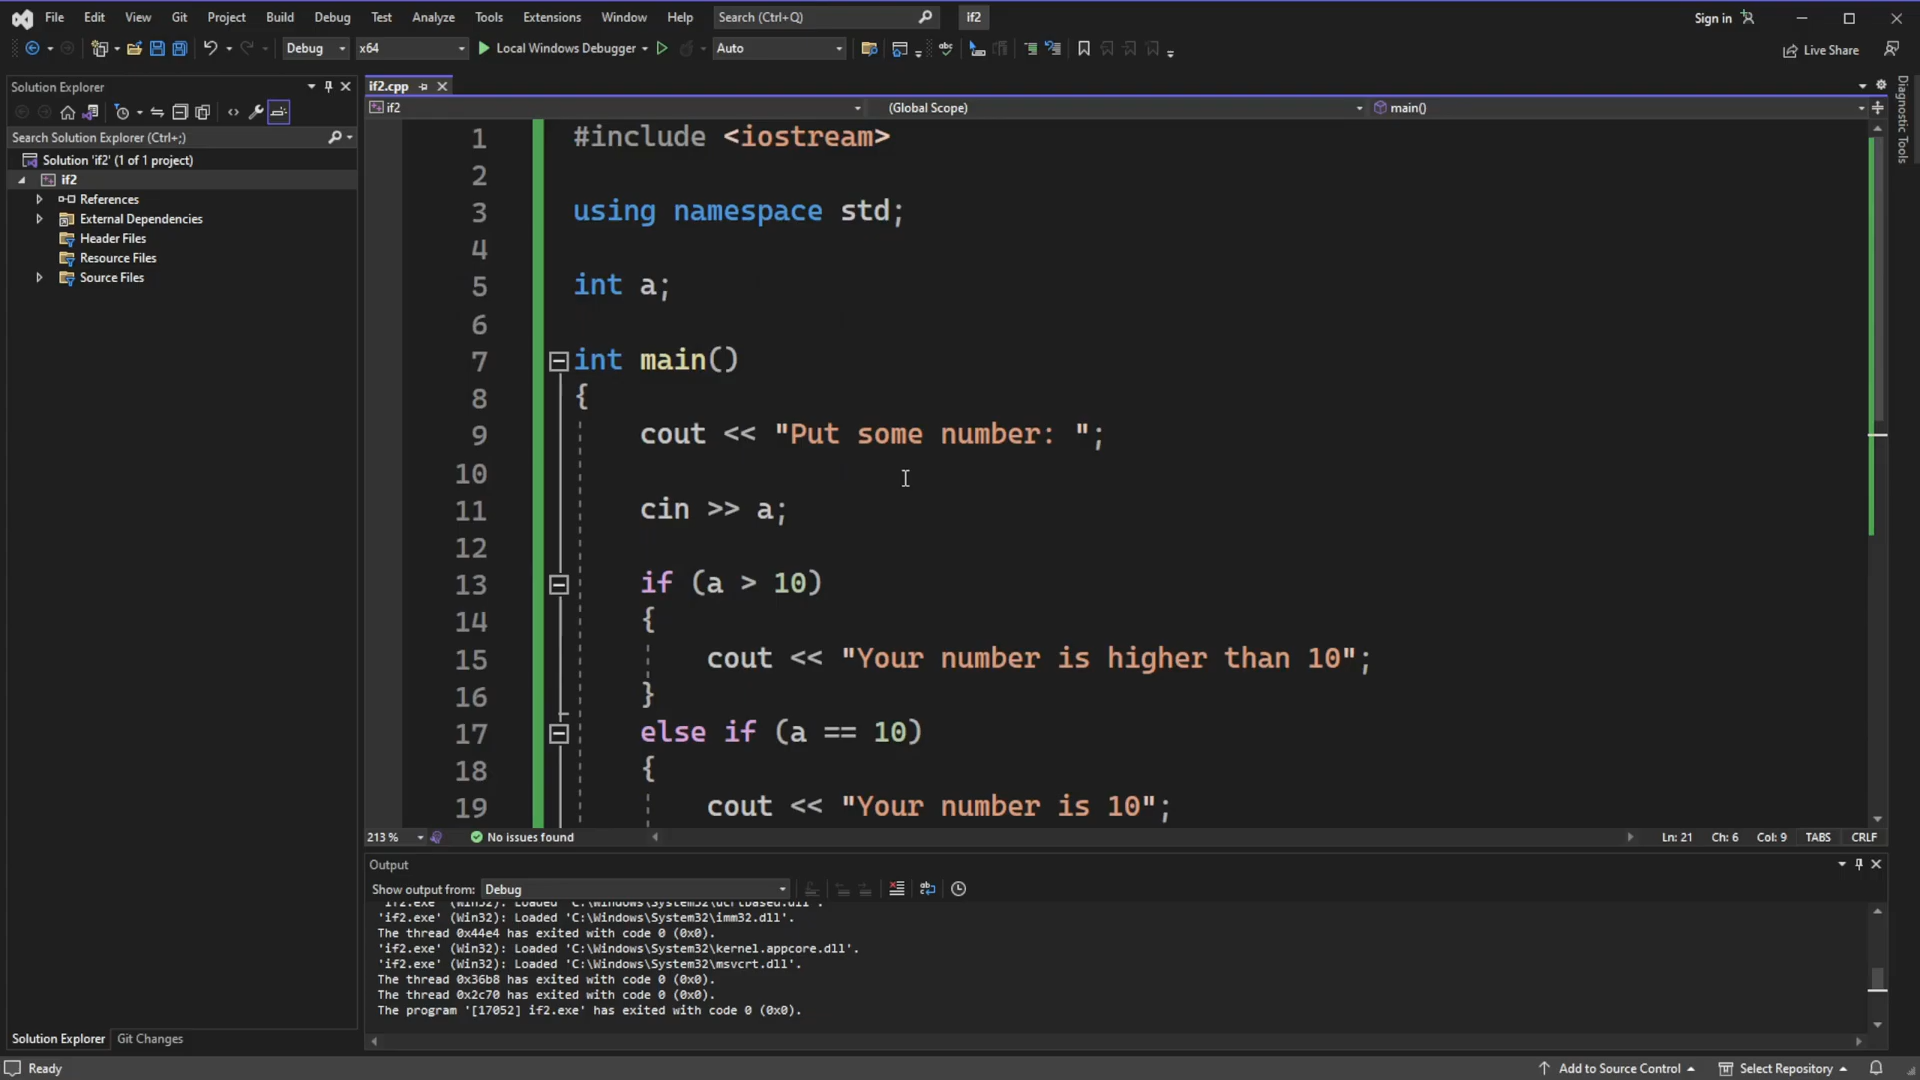 File Edit View Git Project Build Debug Test Analyze Tools Extensions Window Help Search (Ctrl+Q) if2 Sign in
Debug x64 Local Windows Debugger Auto Live Share
Solution Explorer
Search Solution Explorer (Ctrl+;)
Solution 'if2' (1 of 1 project)
if2
References
External Dependencies
Header Files
Resource Files
Source Files
if2.cpp
if2 (Global Scope) main()
Diagnostic Tools
1 #include <iostream>
2
3 using namespace std;
4
5 int a;
6
7 int main()
8 {
9 cout << "Put some number: ";
10
11 cin >> a;
12
13 if (a > 10)
14 {
15 cout << "Your number is higher than 10";
16 }
17 else if (a == 10)
18 {
19 cout << "Your number is 10";
213 % No issues found Ln: 21 Ch: 6 Col: 9 TABS CRLF
Output
Show output from: Debug
'if2.exe' (Win32): Loaded 'C:\Windows\System32\ucrtbased.dll'.
'if2.exe' (Win32): Loaded 'C:\Windows\System32\imm32.dll'.
The thread 0x44e4 has exited with code 0 (0x0).
'if2.exe' (Win32): Loaded 'C:\Windows\System32\kernel.appcore.dll'.
'if2.exe' (Win32): Loaded 'C:\Windows\System32\msvcrt.dll'.
The thread 0x36b8 has exited with code 0 (0x0).
The thread 0x2c70 has exited with code 0 (0x0).
The program '[17052] if2.exe' has exited with code 0 (0x0).
Solution Explorer Git Changes
Ready Add to Source Control Select Repository